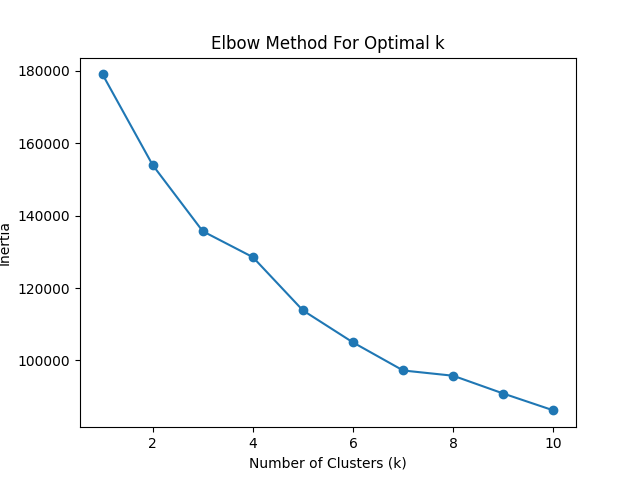 Elbow Method For Optimal k
180000
160000
140000
120000
100000
Inertia
2 4 6 8 10
Number of Clusters (k)